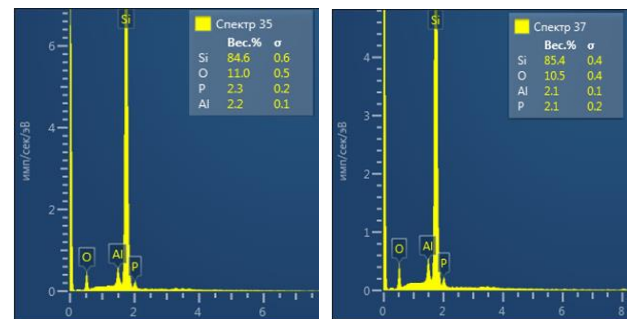 Спектр 35
Вес.% σ
Si 84.6 0.6
O 11.0 0.5
P 2.3 0.2
Al 2.2 0.1
Si
6
4
2
0
имп/сек/эВ
O
Al
P
0 2 4 6
Спектр 37
Вес.% σ
Si 85.4 0.4
O 10.5 0.4
Al 2.1 0.1
P 2.1 0.2
Si
4
3
2
1
0
имп/сек/эВ
O
Al
P
2 4 6 8